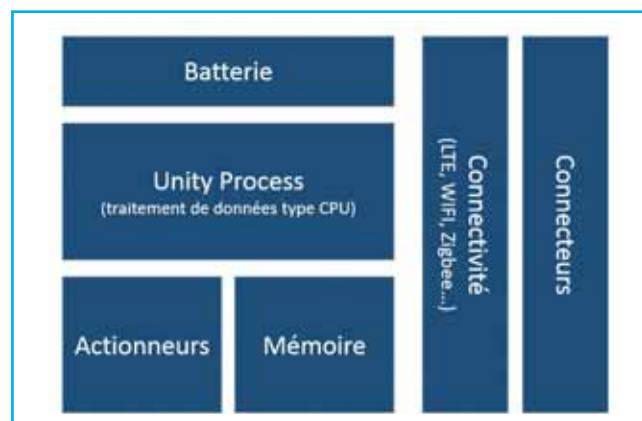 Batterie
Unity Process
(traitement de données type CPU)
Actionneurs
Mémoire
Connectivité
(LTE, WIFI, Zigbee...)
Connecteurs